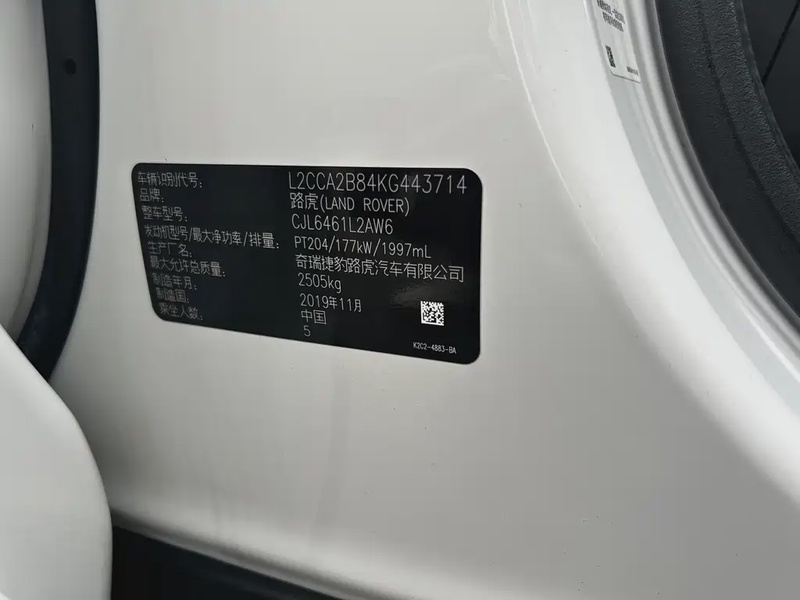 车辆识别代号: L2CCA2B84KG443714
品牌: 路虎(LAND ROVER)
整车型号: CJL6461L2AW6
发动机型号/最大净功率/排量: PT204/177kW/1997mL
生产厂名: 奇瑞捷豹路虎汽车有限公司
最大允许总质量: 2505kg
制造年月: 2019年11月
制造国: 中国
乘坐人数: 5
K2C2-4883-BA